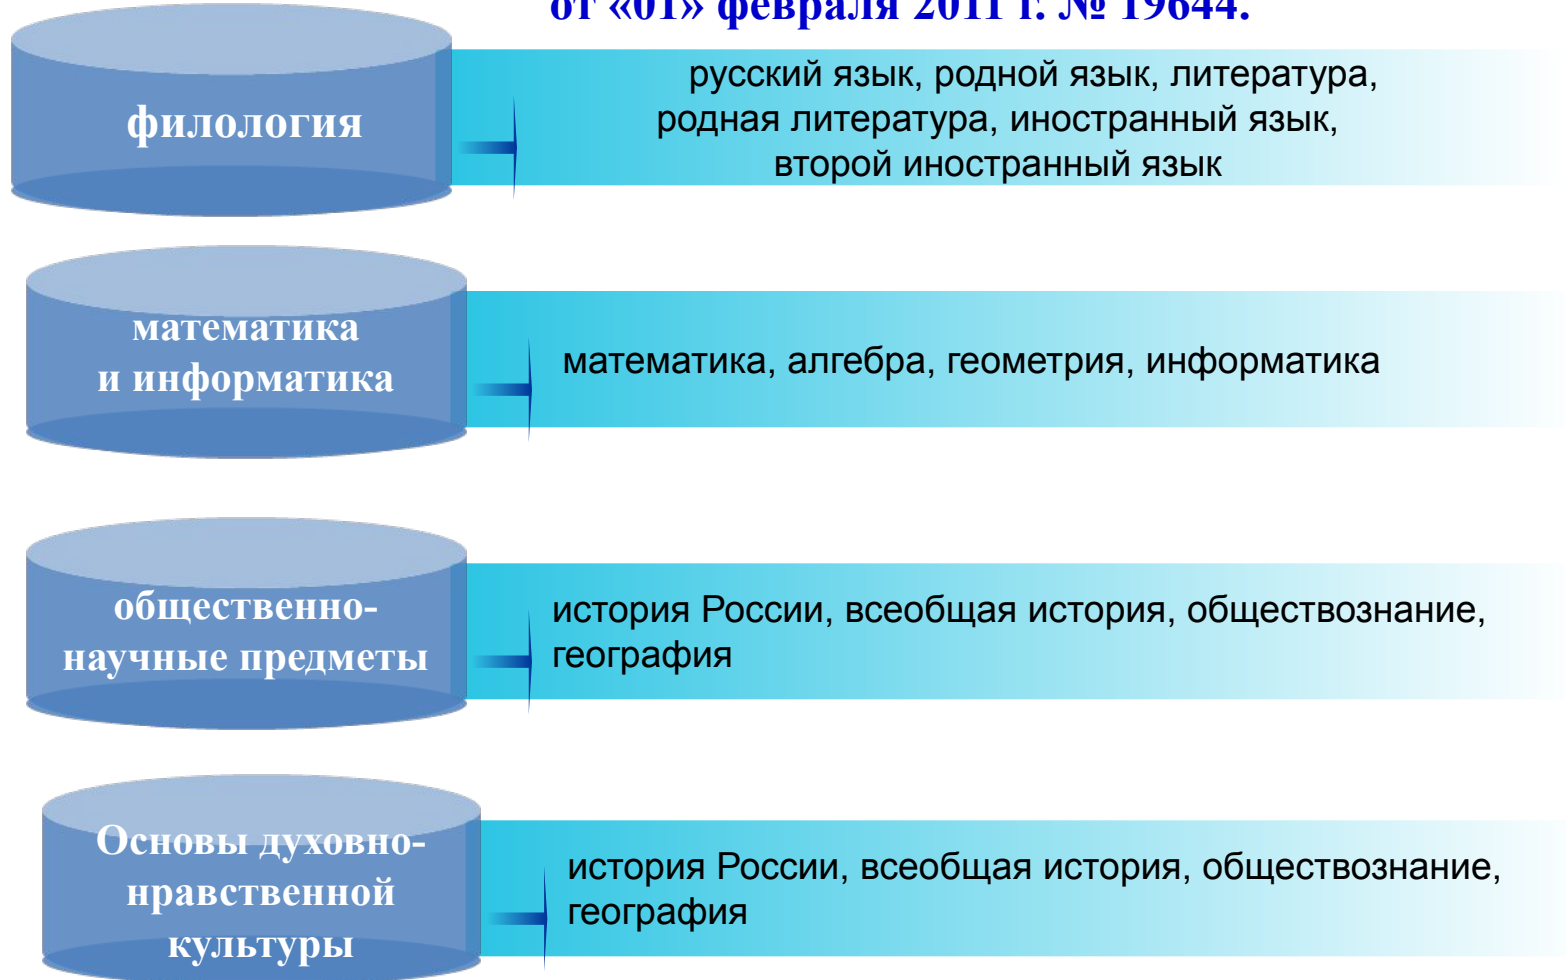 от «01» февраля 2011 г. № 19644.
филология
русский язык, родной язык, литература,
родная литература, иностранный язык,
второй иностранный язык
математика
и информатика
математика, алгебра, геометрия, информатика
общественно-
научные предметы
история России, всеобщая история, обществознание,
география
Основы духовно-
нравственной
культуры
история России, всеобщая история, обществознание,
география